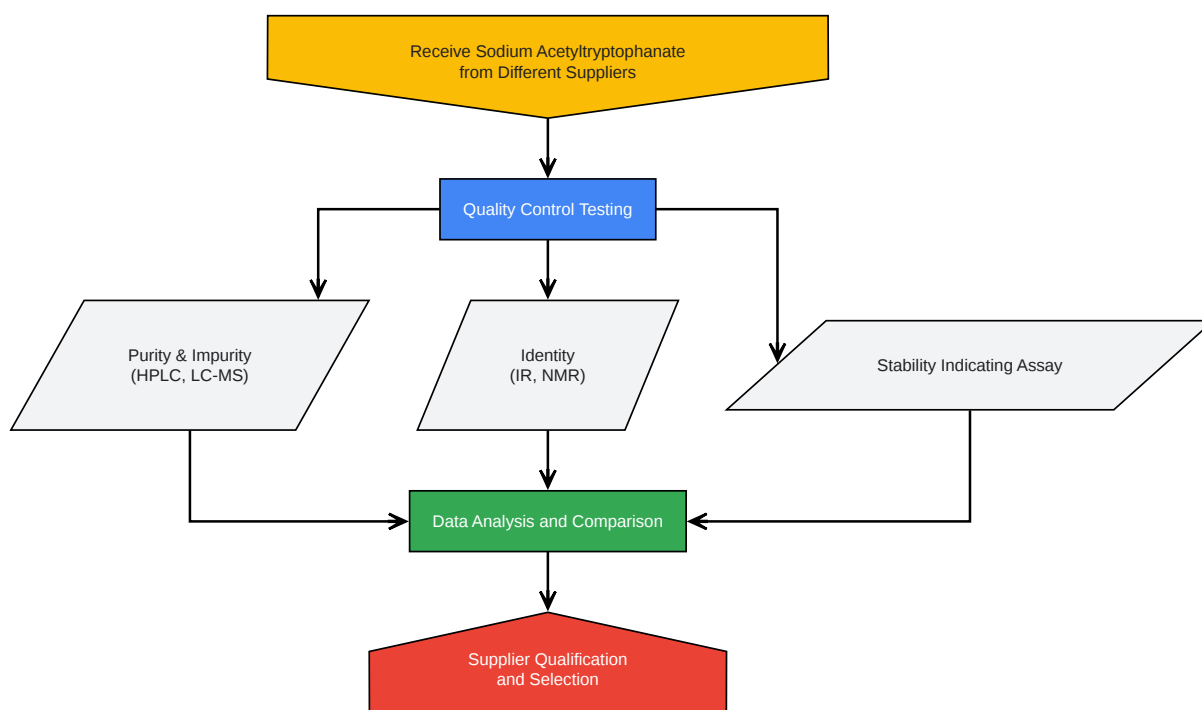 Receive Sodium Acetyltryptophanate
from Different Suppliers
Quality Control Testing
Purity & Impurity
(HPLC, LC-MS)
Identity
(IR, NMR)
Stability Indicating Assay
Data Analysis and Comparison
Supplier Qualification
and Selection